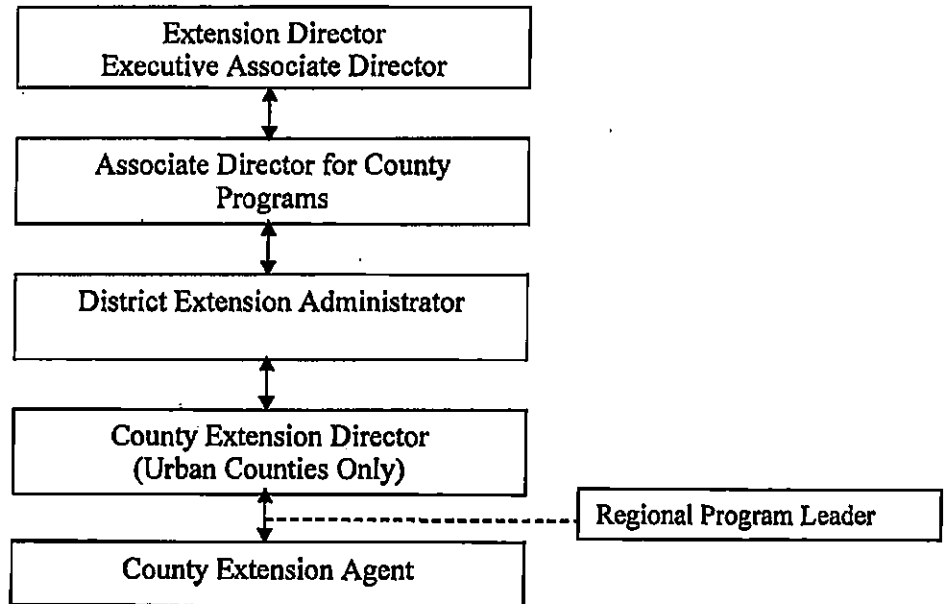 Extension Director
Executive Associate Director
Associate Director for County
Programs
District Extension Administrator
County Extension Director
(Urban Counties Only)
Regional Program Leader
County Extension Agent